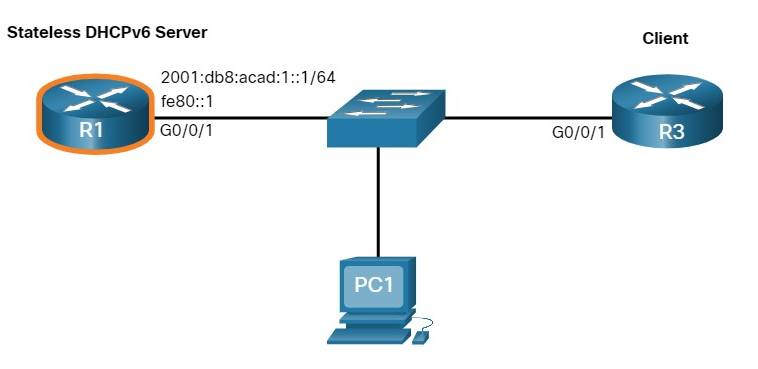 Stateless DHCPv6 Server
Client
2001:db8:acad:1::1/64
fe80::1
R1
G0/0/1
G0/0/1
R3
PC1